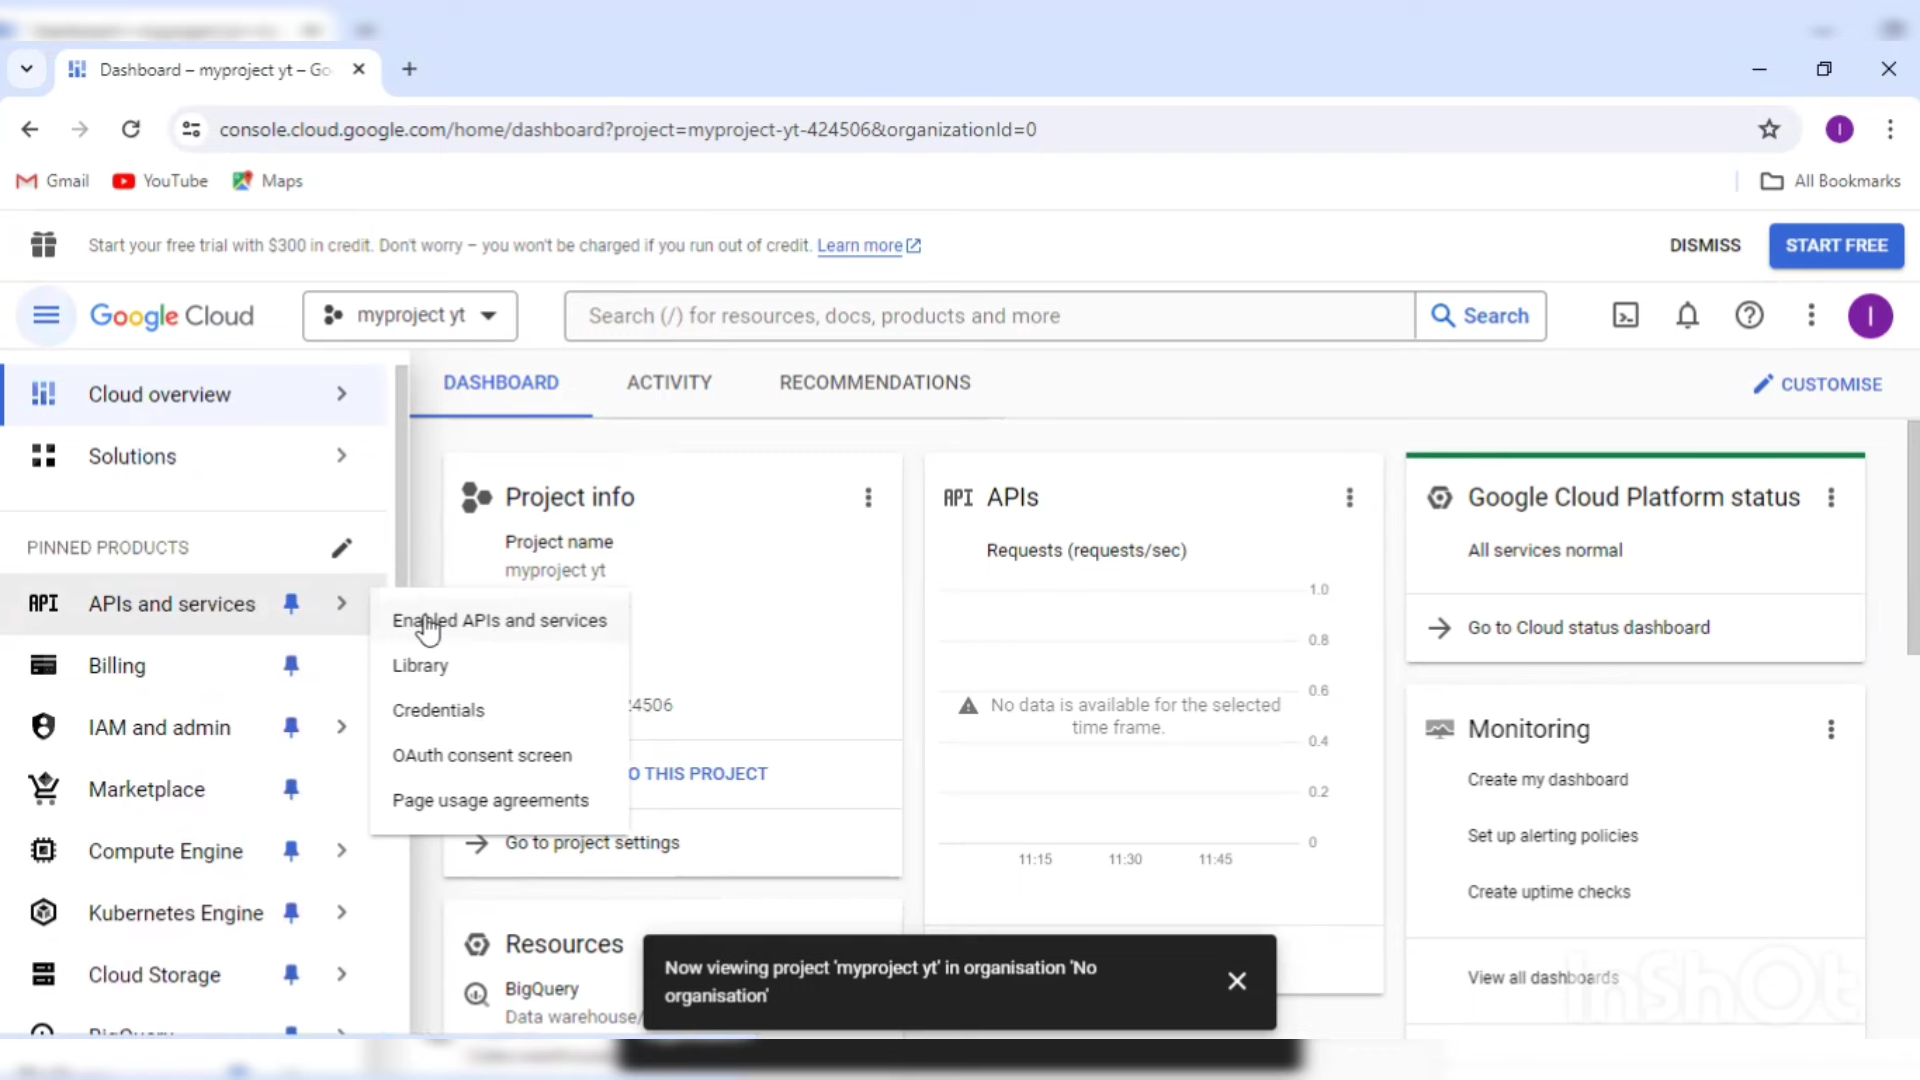 Dashboard – myproject yt – Go
console.cloud.google.com/home/dashboard?project=myproject-yt-424506&organizationId=0
Gmail
YouTube
Maps
All Bookmarks
Start your free trial with $300 in credit. Don't worry – you won't be charged if you run out of credit. Learn more
DISMISS
START FREE
Google Cloud
myproject yt
Search (/) for resources, docs, products and more
Search
I
Cloud overview
Solutions
PINNED PRODUCTS
API APIs and services
Billing
IAM and admin
Marketplace
Compute Engine
Kubernetes Engine
Cloud Storage
BigQuery
Enabled APIs and services
Library
Credentials
OAuth consent screen
Page usage agreements
DASHBOARD
ACTIVITY
RECOMMENDATIONS
CUSTOMISE
Project info
Project name
myproject yt
24506
O THIS PROJECT
Go to project settings
Resources
BigQuery
Data warehouse/
API APIs
Requests (requests/sec)
1.0
0.8
0.6
No data is available for the selected
time frame.
0.4
0.2
0
11:15
11:30
11:45
Google Cloud Platform status
All services normal
Go to Cloud status dashboard
Monitoring
Create my dashboard
Set up alerting policies
Create uptime checks
View all dashboards
Now viewing project 'myproject yt' in organisation 'No
organisation'
InShOt